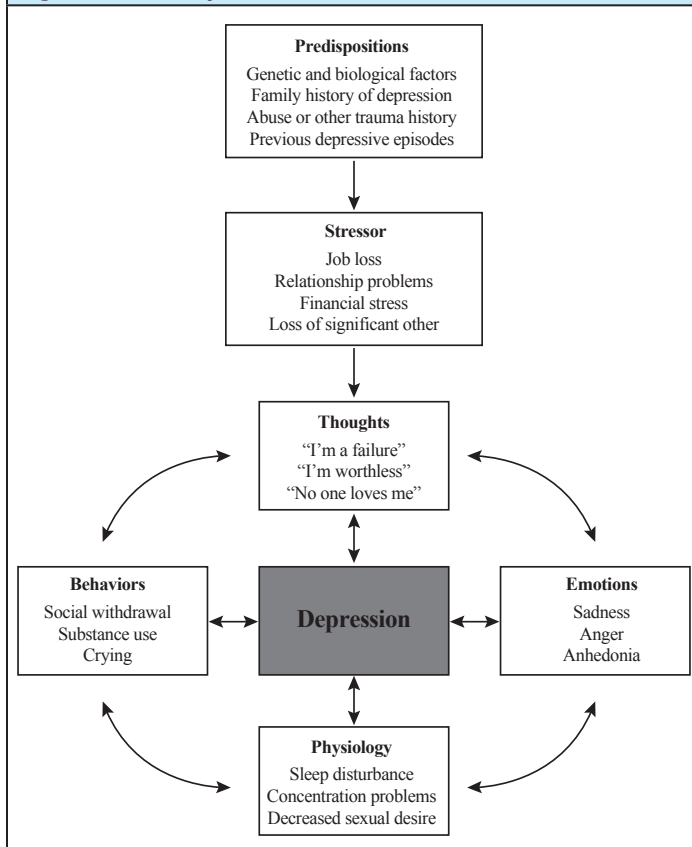 Predispositions
Genetic and biological factors
Family history of depression
Abuse or other trauma history
Previous depressive episodes
Stressor
Job loss
Relationship problems
Financial stress
Loss of significant other
Thoughts
“I’m a failure”
“I’m worthless”
“No one loves me”
Behaviors
Social withdrawal
Substance use
Crying
Depression
Emotions
Sadness
Anger
Anhedonia
Physiology
Sleep disturbance
Concentration problems
Decreased sexual desire